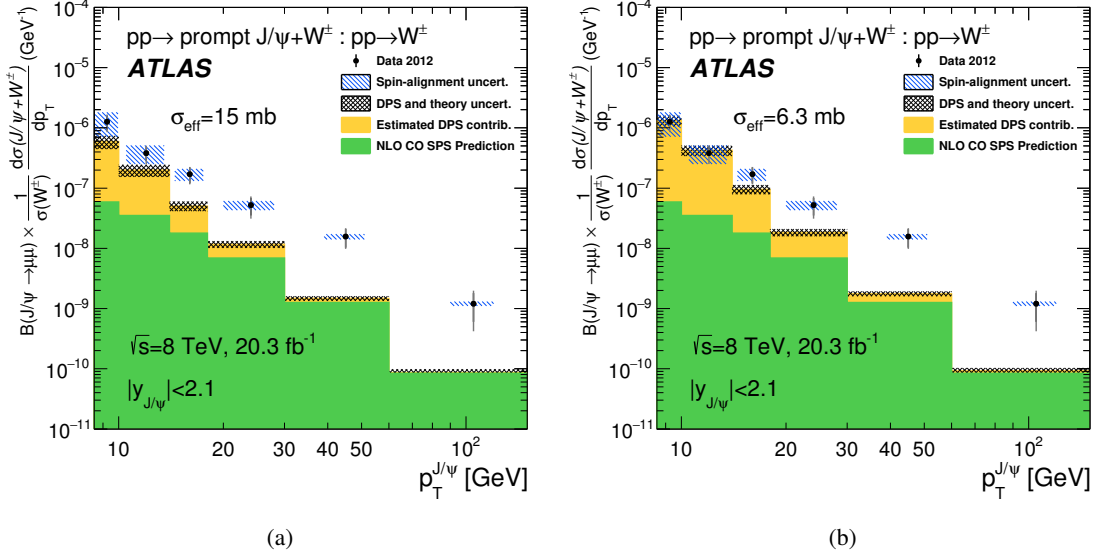 pp→ prompt J/ψ+W± : pp→W±
ATLAS
Data 2012
Spin-alignment uncert.
DPS and theory uncert.
Estimated DPS contrib.
NLO CO SPS Prediction
σeff=15 mb
√s=8 TeV, 20.3 fb⁻¹
|yJ/ψ|<2.1
B(J/ψ →μμ) × 1/σ(W±) dσ(J/ψ+W±)/dpT (GeV⁻¹)
10⁻⁴
10⁻⁵
10⁻⁶
10⁻⁷
10⁻⁸
10⁻⁹
10⁻¹⁰
10⁻¹¹
10 20 30 40 50 10²
pTJ/ψ [GeV]
(a)
pp→ prompt J/ψ+W± : pp→W±
ATLAS
Data 2012
Spin-alignment uncert.
DPS and theory uncert.
Estimated DPS contrib.
NLO CO SPS Prediction
σeff=6.3 mb
√s=8 TeV, 20.3 fb⁻¹
|yJ/ψ|<2.1
B(J/ψ →μμ) × 1/σ(W±) dσ(J/ψ+W±)/dpT (GeV⁻¹)
10⁻⁴
10⁻⁵
10⁻⁶
10⁻⁷
10⁻⁸
10⁻⁹
10⁻¹⁰
10⁻¹¹
10 20 30 40 50 10²
pTJ/ψ [GeV]
(b)